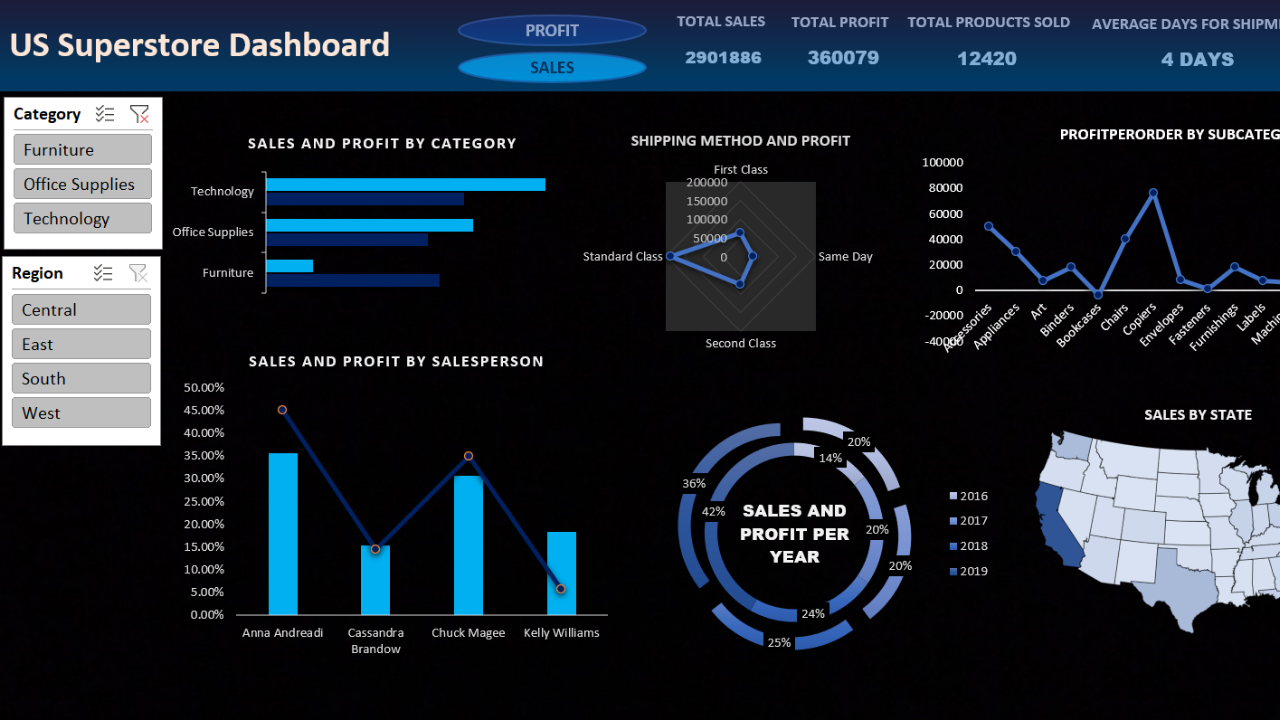 US Superstore Dashboard
PROFIT
SALES
TOTAL SALES
2901886
TOTAL PROFIT
360079
TOTAL PRODUCTS SOLD
12420
AVERAGE DAYS FOR SHIPM
4 DAYS
Category
Furniture
Office Supplies
Technology
Region
Central
East
South
West
SALES AND PROFIT BY CATEGORY
Technology
Office Supplies
Furniture
SHIPPING METHOD AND PROFIT
First Class
200000
150000
100000
50000
0
Standard Class
Same Day
Second Class
PROFITPERORDER BY SUBCATEG
100000
80000
60000
40000
20000
0
-20000
-40000
Accessories
Appliances
Art
Binders
Bookcases
Chairs
Copiers
Envelopes
Fasteners
Furnishings
Labels
Machin
SALES AND PROFIT BY SALESPERSON
50.00%
45.00%
40.00%
35.00%
30.00%
25.00%
20.00%
15.00%
10.00%
5.00%
0.00%
Anna Andreadi
Cassandra
Brandow
Chuck Magee
Kelly Williams
20%
14%
36%
42%
SALES AND
PROFIT PER
YEAR
20%
20%
24%
25%
2016
2017
2018
2019
SALES BY STATE